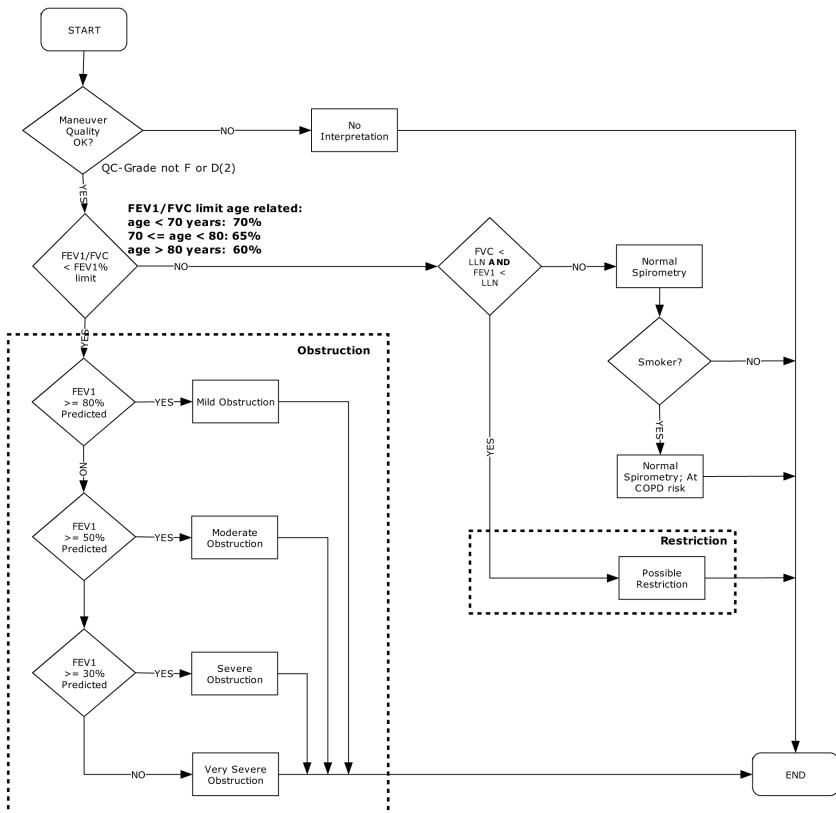 START
Maneuver
Quality
OK?
NO
No
Interpretation
QC-Grade not F or D(2)
YES
FEV1/FVC limit age related:
age < 70 years: 70%
70 <= age < 80: 65%
age > 80 years: 60%
FEV1/FVC
< FEV1%
limit
NO
FVC <
LLN AND
FEV1 <
LLN
NO
Normal
Spirometry
YES
Obstruction
Smoker?
NO
FEV1
>= 80%
Predicted
YES
Mild Obstruction
YES
YES
NO
Normal
Spirometry; At
COPD risk
FEV1
>= 50%
Predicted
YES
Moderate
Obstruction
Restriction
Possible
Restriction
FEV1
>= 30%
Predicted
YES
Severe
Obstruction
NO
Very Severe
Obstruction
END